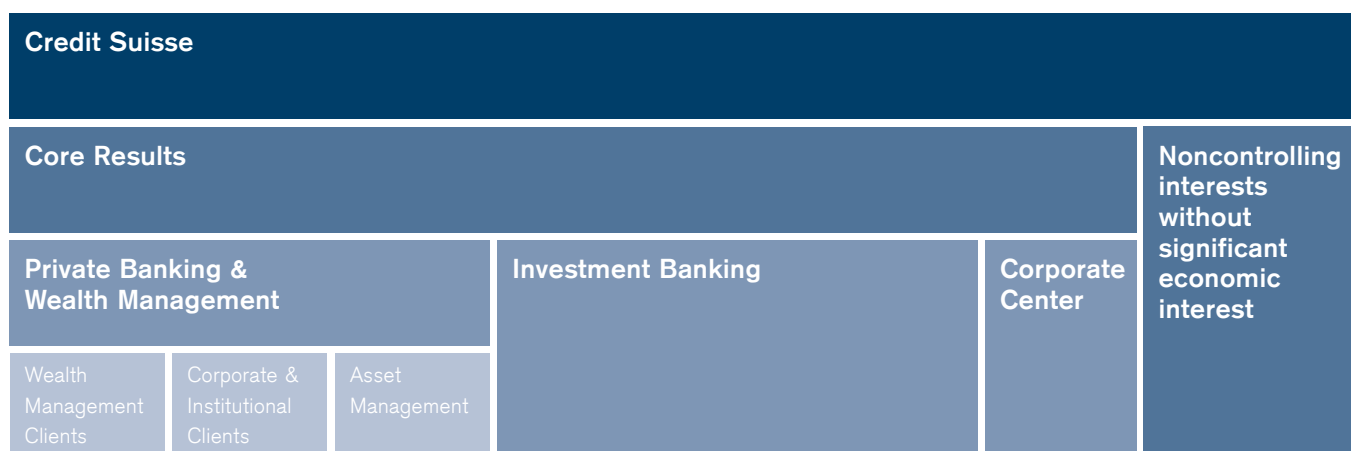 Credit Suisse
Core Results
Noncontrolling
interests
without
significant
economic
interest
Private Banking &
Wealth Management
Investment Banking
Corporate
Center
Wealth
Management
Clients
Corporate &
Institutional
Clients
Asset
Management